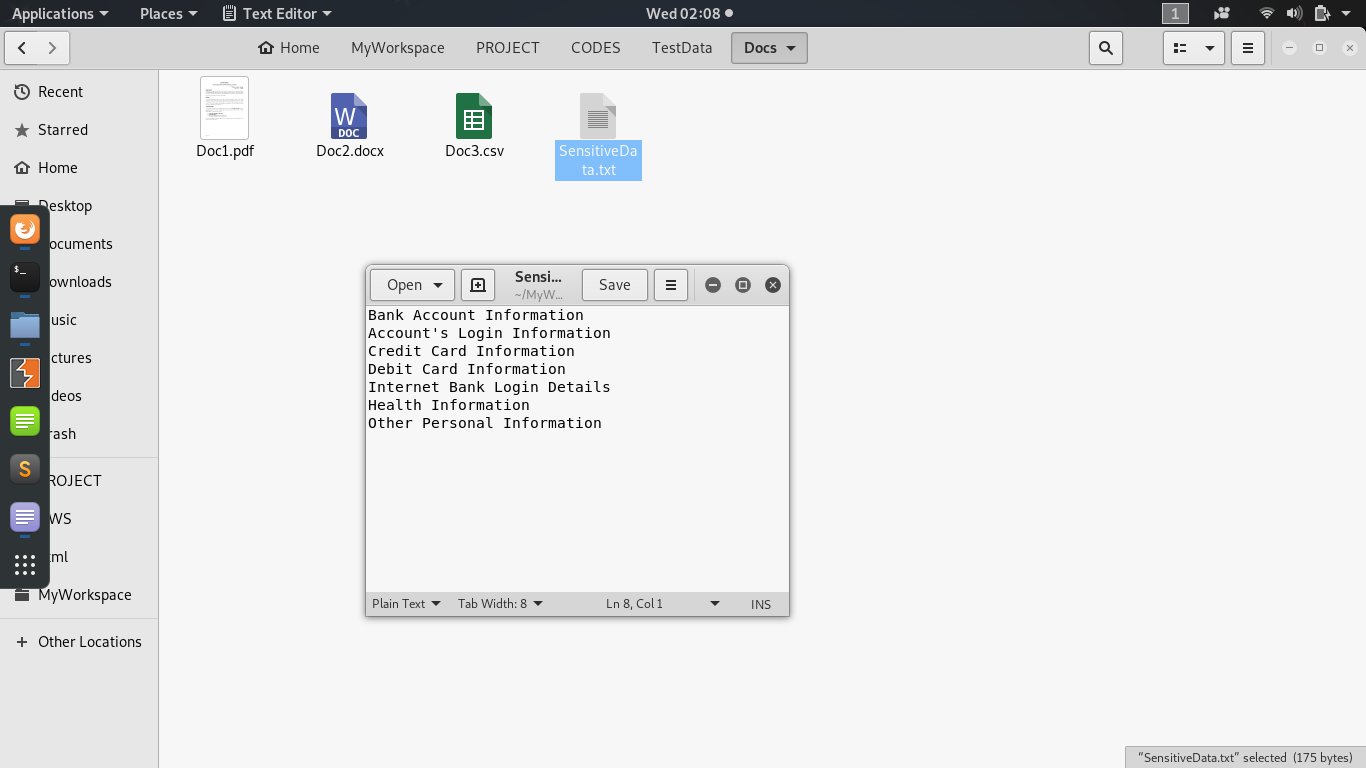 Applications
Places
Text Editor
Wed 02:08
1
Home
MyWorkspace
PROJECT
CODES
TestData
Docs
Recent
Starred
Home
Desktop
ocuments
ownloads
usic
ctures
deos
rash
ROJECT
WS
tml
MyWorkspace
Other Locations
$_
S
Doc1.pdf
W
DOC
Doc2.docx
Doc3.csv
SensitiveDa
ta.txt
Open
Sensi...
~/MyW...
Save
Bank Account Information
Account's Login Information
Credit Card Information
Debit Card Information
Internet Bank Login Details
Health Information
Other Personal Information
Plain Text
Tab Width: 8
Ln 8, Col 1
INS
“SensitiveData.txt” selected (175 bytes)